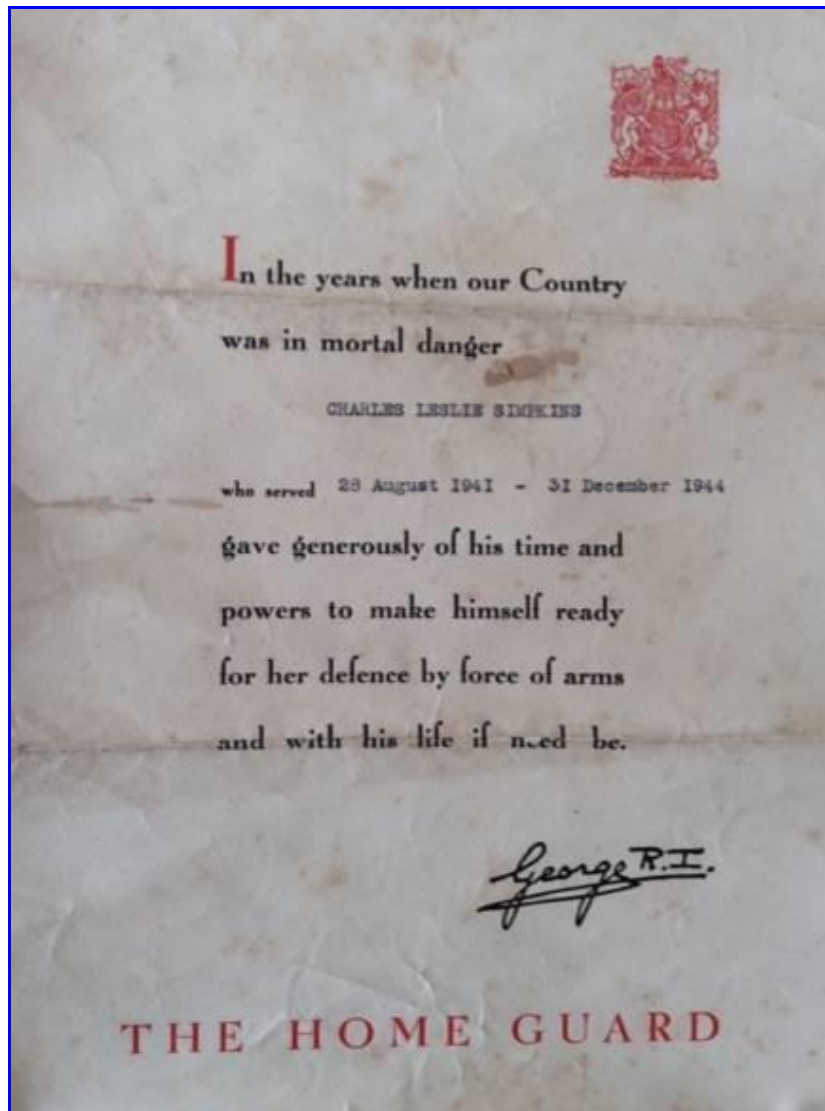 In the years when our Country
was in mortal danger
CHARLES LESLIE SIMPKINS
who served 28 August 1941 - 31 December 1944
gave generously of his time and
powers to make himself ready
for her defence by force of arms
and with his life if need be.
George R.I.
THE HOME GUARD